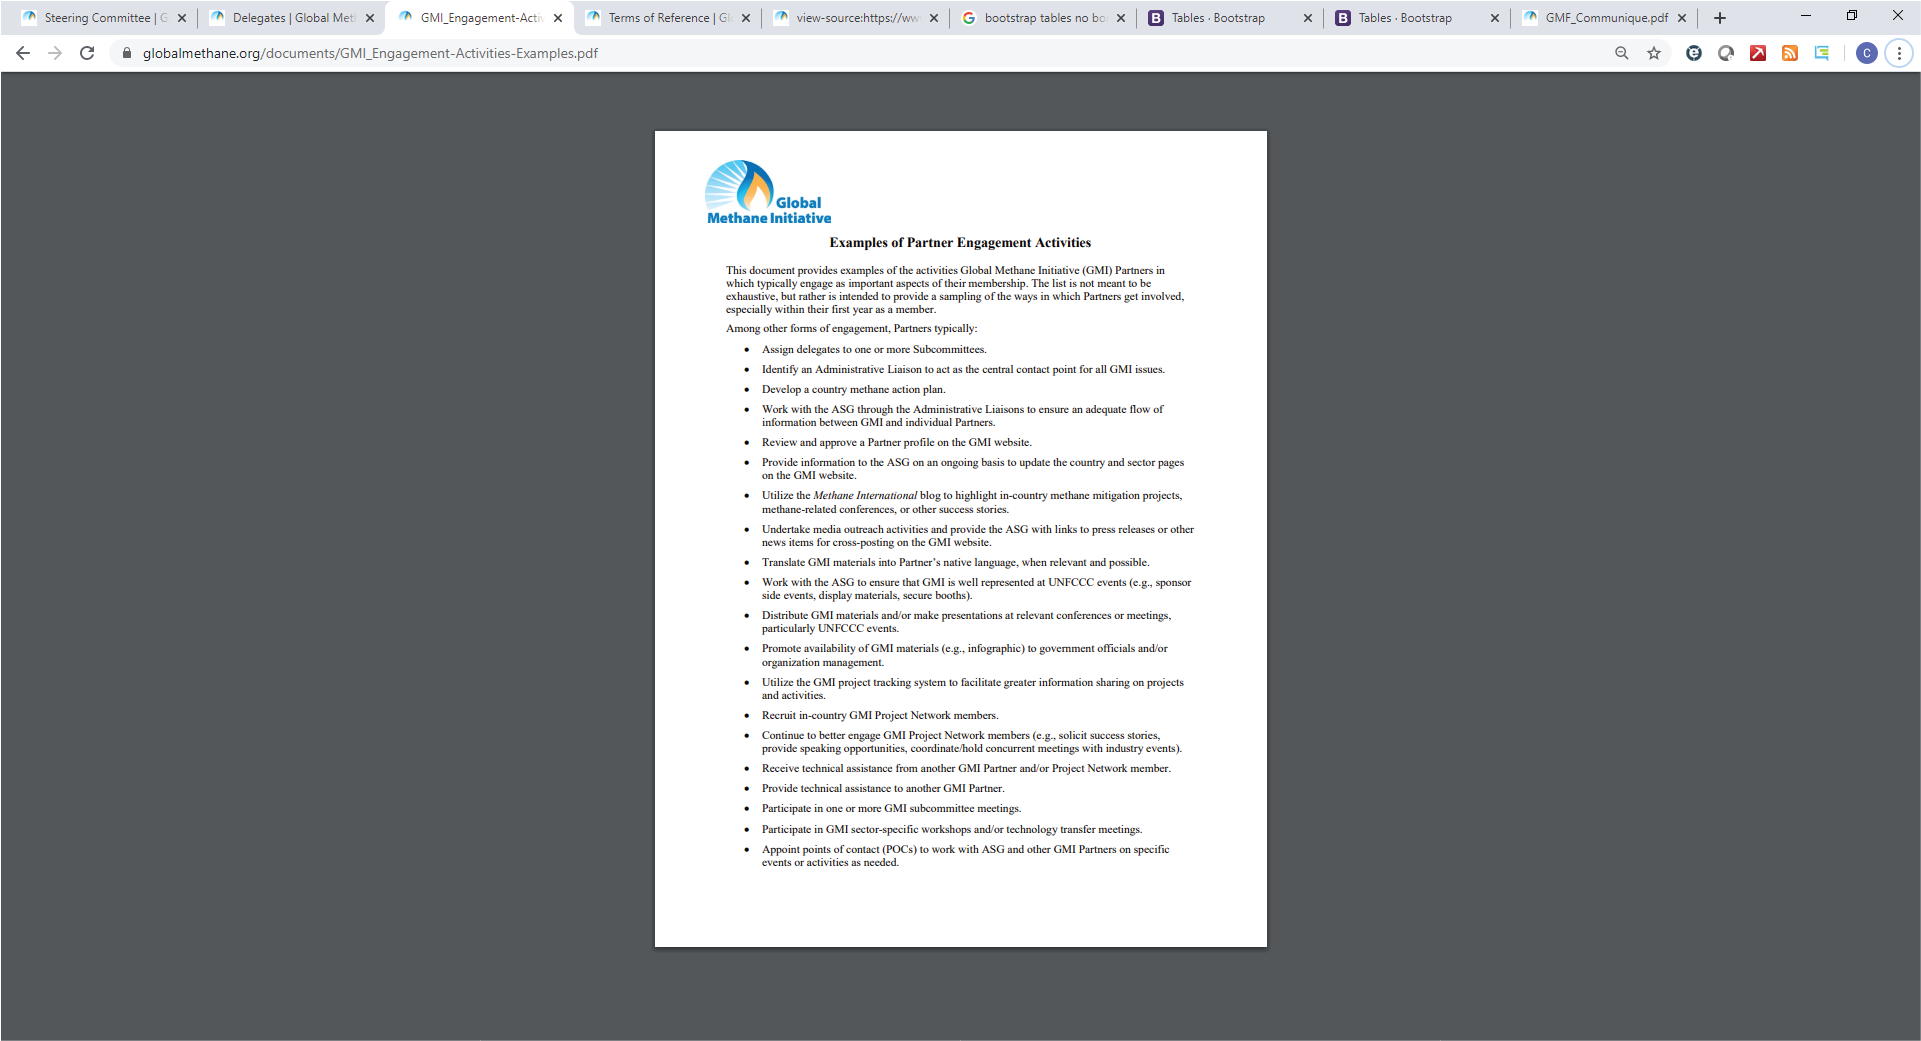 Steering Committee | G
Delegates | Global Met
GMI_Engagement-Activ
Terms of Reference | Gl
view-source:https://ww
bootstrap tables no bo
Tables · Bootstrap
Tables · Bootstrap
GMF_Communique.pdf
globalmethane.org/documents/GMI_Engagement-Activities-Examples.pdf
C
Global
Methane Initiative
Examples of Partner Engagement Activities
This document provides examples of the activities Global Methane Initiative (GMI) Partners in
which typically engage as important aspects of their membership. The list is not meant to be
exhaustive, but rather is intended to provide a sampling of the ways in which Partners get involved,
especially within their first year as a member.
Among other forms of engagement, Partners typically:
• Assign delegates to one or more Subcommittees.
• Identify an Administrative Liaison to act as the central contact point for all GMI issues.
• Develop a country methane action plan.
• Work with the ASG through the Administrative Liaisons to ensure an adequate flow of
information between GMI and individual Partners.
• Review and approve a Partner profile on the GMI website.
• Provide information to the ASG on an ongoing basis to update the country and sector pages
on the GMI website.
• Utilize the Methane International blog to highlight in-country methane mitigation projects,
methane-related conferences, or other success stories.
• Undertake media outreach activities and provide the ASG with links to press releases or other
news items for cross-posting on the GMI website.
• Translate GMI materials into Partner’s native language, when relevant and possible.
• Work with the ASG to ensure that GMI is well represented at UNFCCC events (e.g., sponsor
side events, display materials, secure booths).
• Distribute GMI materials and/or make presentations at relevant conferences or meetings,
particularly UNFCCC events.
• Promote availability of GMI materials (e.g., infographic) to government officials and/or
organization management.
• Utilize the GMI project tracking system to facilitate greater information sharing on projects
and activities.
• Recruit in-country GMI Project Network members.
• Continue to better engage GMI Project Network members (e.g., solicit success stories,
provide speaking opportunities, coordinate/hold concurrent meetings with industry events).
• Receive technical assistance from another GMI Partner and/or Project Network member.
• Provide technical assistance to another GMI Partner.
• Participate in one or more GMI subcommittee meetings.
• Participate in GMI sector-specific workshops and/or technology transfer meetings.
• Appoint points of contact (POCs) to work with ASG and other GMI Partners on specific
events or activities as needed.